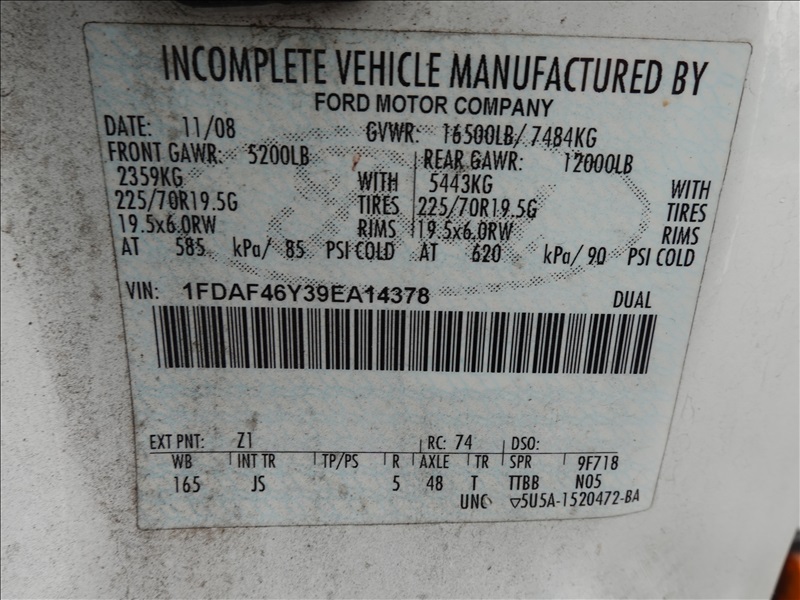 INCOMPLETE VEHICLE MANUFACTURED BY
FORD MOTOR COMPANY
DATE: 11/08 GVWR: 16500LB/ 7484KG
FRONT GAWR: 5200LB REAR GAWR: 12000LB
2359KG WITH 5443KG WITH
225/70R19.5G TIRES 225/70R19.5G TIRES
19.5x6.0RW RIMS 19.5x6.0RW RIMS
AT 585 kPa/ 85 PSI COLD AT 620 kPa/ 90 PSI COLD
VIN: 1FDAF46Y39EA14378 DUAL
EXT PNT: Z1 RC: 74 DSO:
WB INT TR TP/PS R AXLE TR SPR 9F718
165 JS 5 48 T TTBB N05
UNC ▽5U5A-1520472-BA